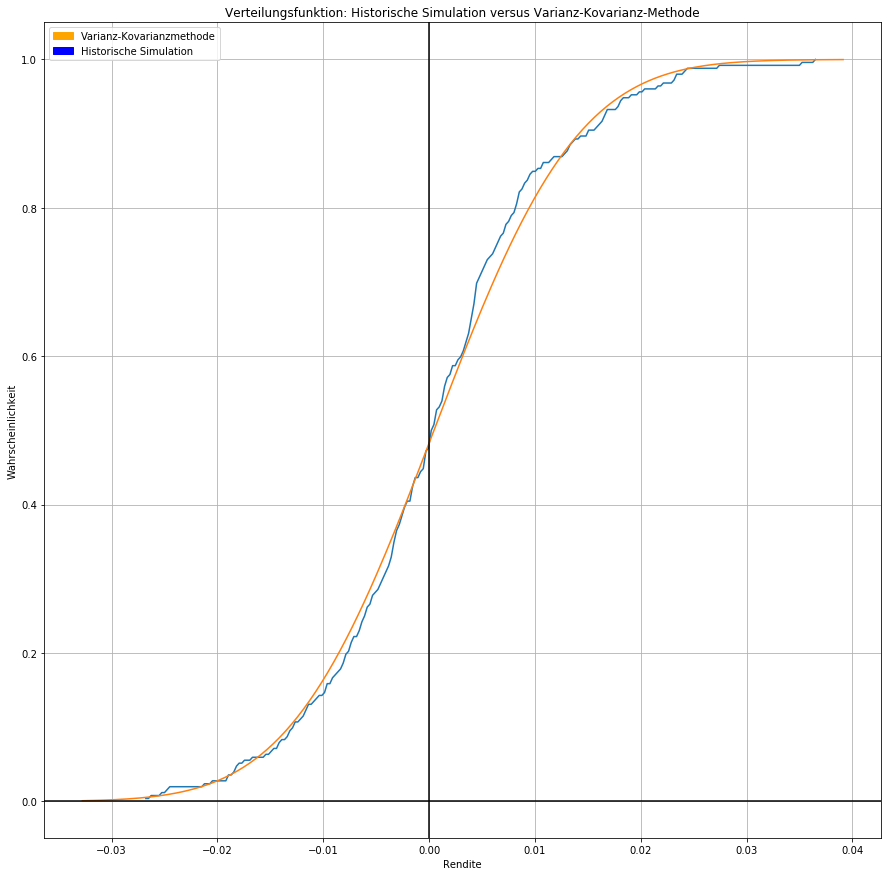 Verteilungsfunktion: Historische Simulation versus Varianz-Kovarianz-Methode
Varianz-Kovarianzmethode
Historische Simulation
Wahrscheinlichkeit
1.0
0.8
0.6
0.4
0.2
0.0
−0.03 −0.02 −0.01 0.00 0.01 0.02 0.03 0.04
Rendite